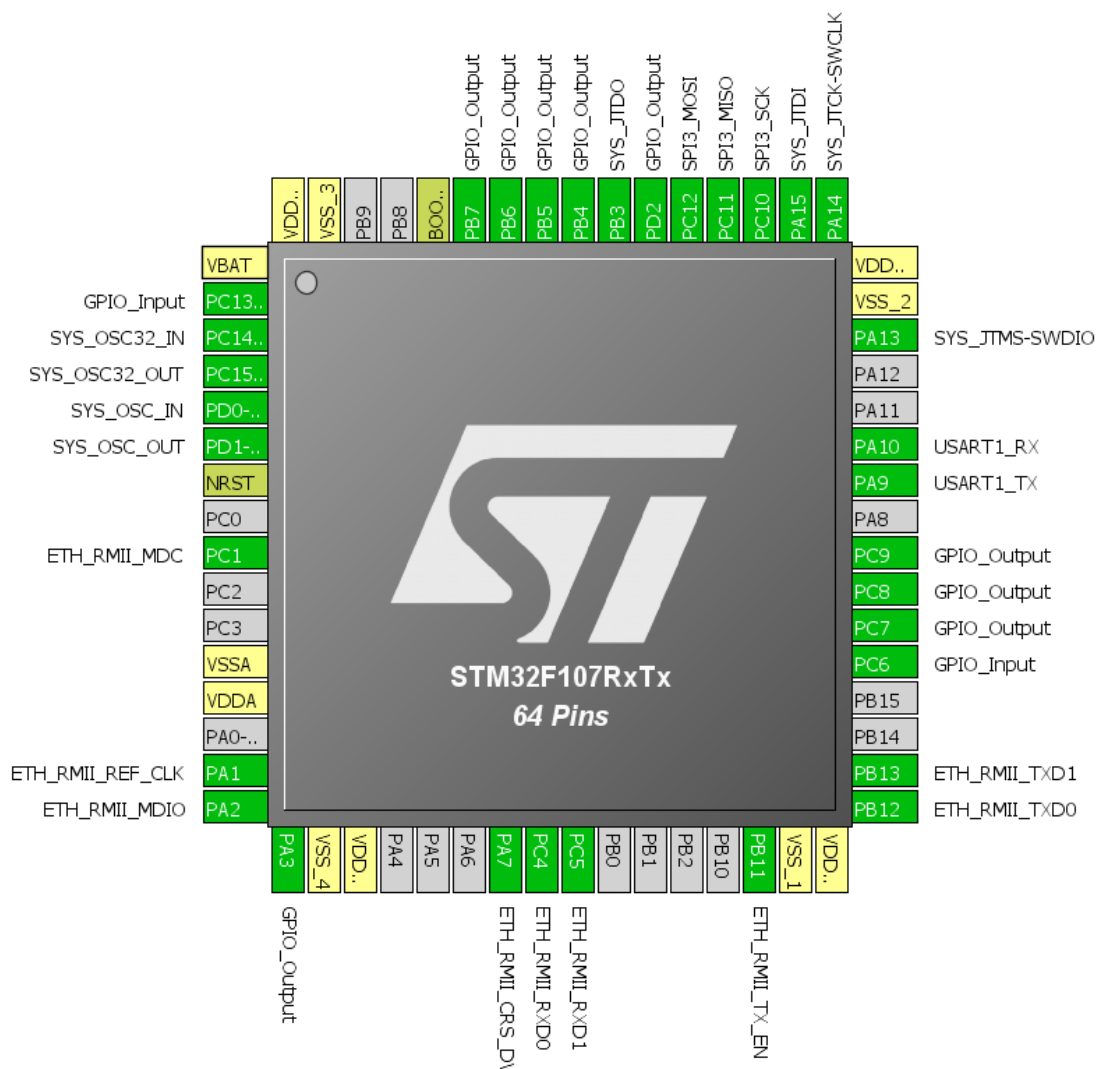 GPIO_Output
GPIO_Output
GPIO_Output
GPIO_Output
SYS_JTDO
GPIO_Output
SPI3_MOSI
SPI3_MISO
SPI3_SCK
SYS_JTDI
SYS_JTCK-SWCLK
VDD..
VSS_3
PB9
PB8
BOO..
PB7
PB6
PB5
PB4
PB3
PD2
PC12
PC11
PC10
PA15
PA14
VBAT
GPIO_Input PC13..
SYS_OSC32_IN PC14..
SYS_OSC32_OUT PC15..
SYS_OSC_IN PD0-..
SYS_OSC_OUT PD1-..
NRST
PC0
ETH_RMII_MDC PC1
PC2
PC3
VSSA
VDDA
PA0-..
ETH_RMII_REF_CLK PA1
ETH_RMII_MDIO PA2
ST
STM32F107RxTx
64 Pins
VDD..
VSS_2
PA13 SYS_JTMS-SWDIO
PA12
PA11
PA10 USART1_RX
PA9 USART1_TX
PA8
PC9 GPIO_Output
PC8 GPIO_Output
PC7 GPIO_Output
PC6 GPIO_Input
PB15
PB14
PB13 ETH_RMII_TXD1
PB12 ETH_RMII_TXD0
PA3
VSS_4
VDD..
PA4
PA5
PA6
PA7
PC4
PC5
PB0
PB1
PB2
PB10
PB11
VSS_1
VDD..
GPIO_Output
ETH_RMII_CRS_DV
ETH_RMII_RXD0
ETH_RMII_RXD1
ETH_RMII_TX_EN